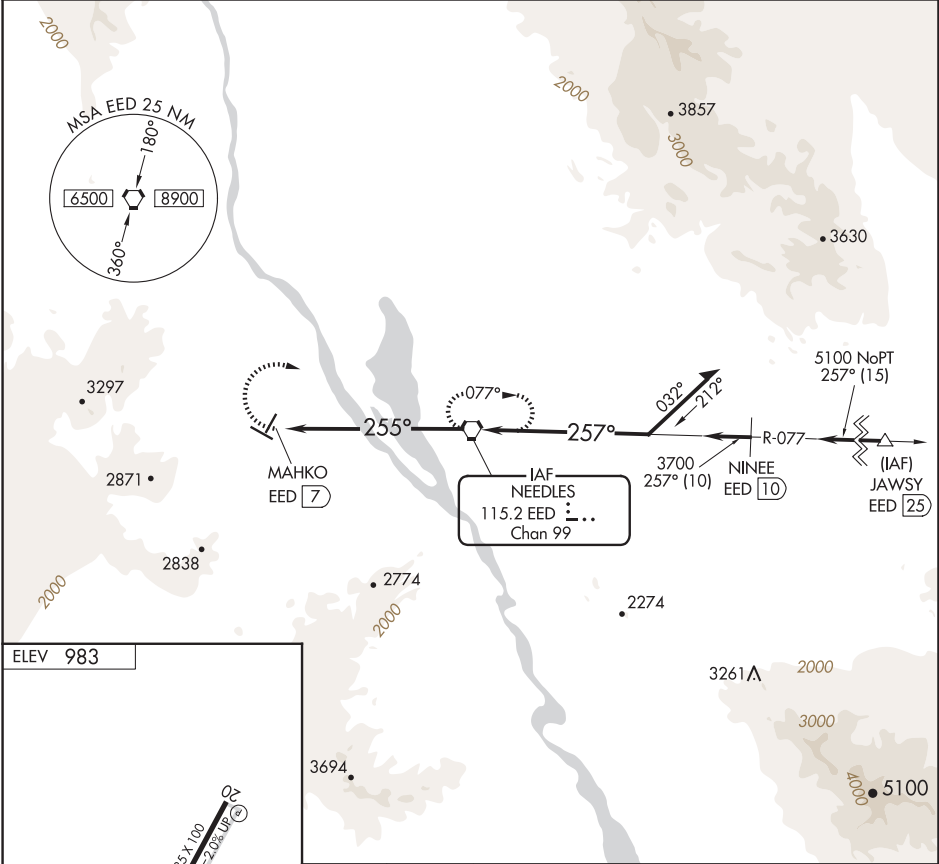 2000
MSA EED 25 NM
180°
6500
8900
360°
2000
3857
3000
3630
5100 NoPT
257° (15)
3297
077°
032°
212°
255°
257°
R-077
MAHKO
EED 7
3700
257° (10)
NINEE
EED 10
(IAF)
JAWSY
EED 25
2871
IAF
NEEDLES
115.2 EED
Chan 99
2838
2000
2774
2000
2274
ELEV 983
3261
2000
3000
3694
4000
5100
20
X 100
2.0% UP